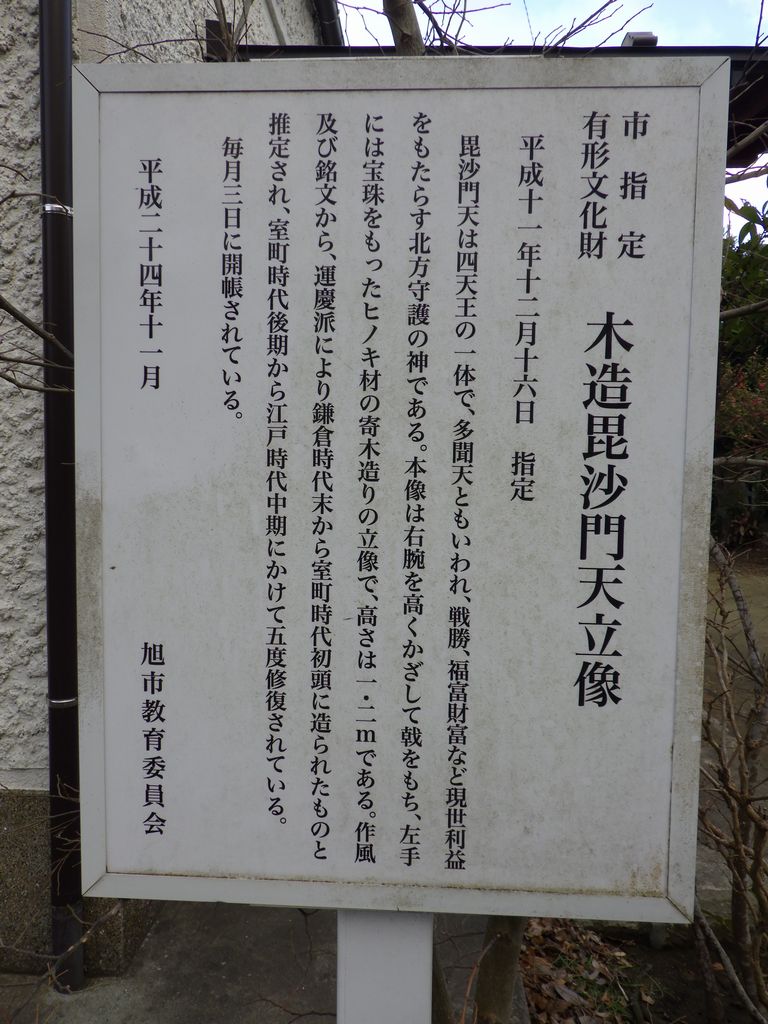 市指定
有形文化財
木造毘沙門天立像
平成十一年十二月十六日　指定
毘沙門天は四天王の一体で、多聞天ともいわれ、戦勝、福富財富など現世利益
をもたらす北方守護の神である。本像は右腕を高くかざして戟をもち、左手
には宝珠をもったヒノキ材の寄木造りの立像で、高さは一・二mである。作風
及び銘文から、運慶派により鎌倉時代末から室町時代初頭に造られたものと
推定され、室町時代後期から江戸時代中期にかけて五度修復されている。
毎月三日に開帳されている。
平成二十四年十一月
旭市教育委員会